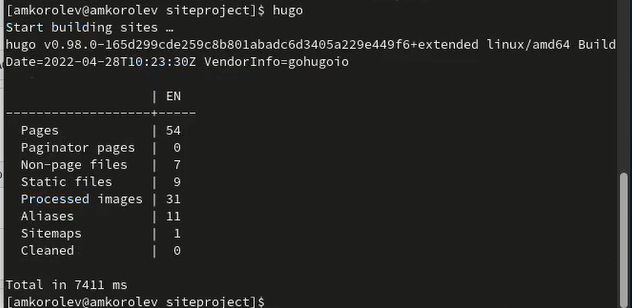 [amkorolev@amkorolev siteproject]$ hugo
Start building sites …
hugo v0.98.0-165d299cde259c8b801abadc6d3405a229e449f6+extended linux/amd64 Build
Date=2022-04-28T10:23:30Z VendorInfo=gohugoio
                   | EN
-------------------+-----
  Pages            | 54
  Paginator pages  |  0
  Non-page files   |  7
  Static files     |  9
  Processed images | 31
  Aliases          | 11
  Sitemaps         |  1
  Cleaned          |  0
Total in 7411 ms
[amkorolev@amkorolev siteproject]$